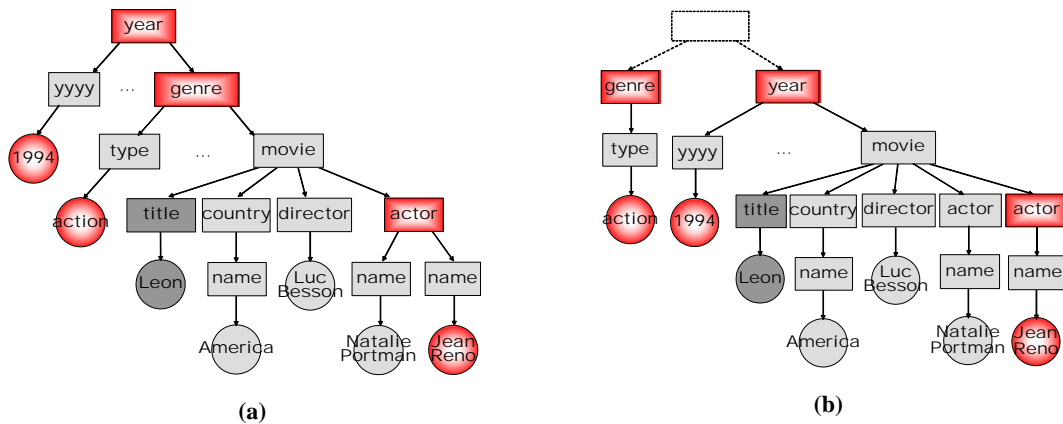 year
yyyy
...
genre
1994
type
...
movie
action
title
country
director
actor
Leon
name
Luc
Besson
name
name
America
Natalie
Portman
Jean
Reno
(a)
genre
year
type
yyyy
...
movie
action
1994
title
country
director
actor
actor
Leon
name
Luc
Besson
name
name
America
Natalie
Portman
Jean
Reno
(b)